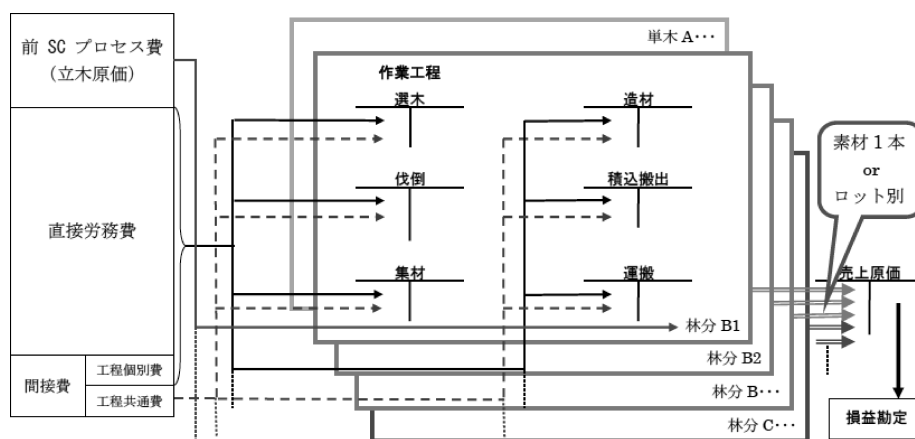 前 SC プロセス費
(立木原価)
直接労務費
間接費
工程個別費
工程共通費
単木 A･･･
作業工程
選木
造材
伐倒
積込搬出
集材
運搬
林分 B1
林分 B2
林分 B･･･
林分 C･･･
素材 1 本
or
ロット別
売上原価
損益勘定